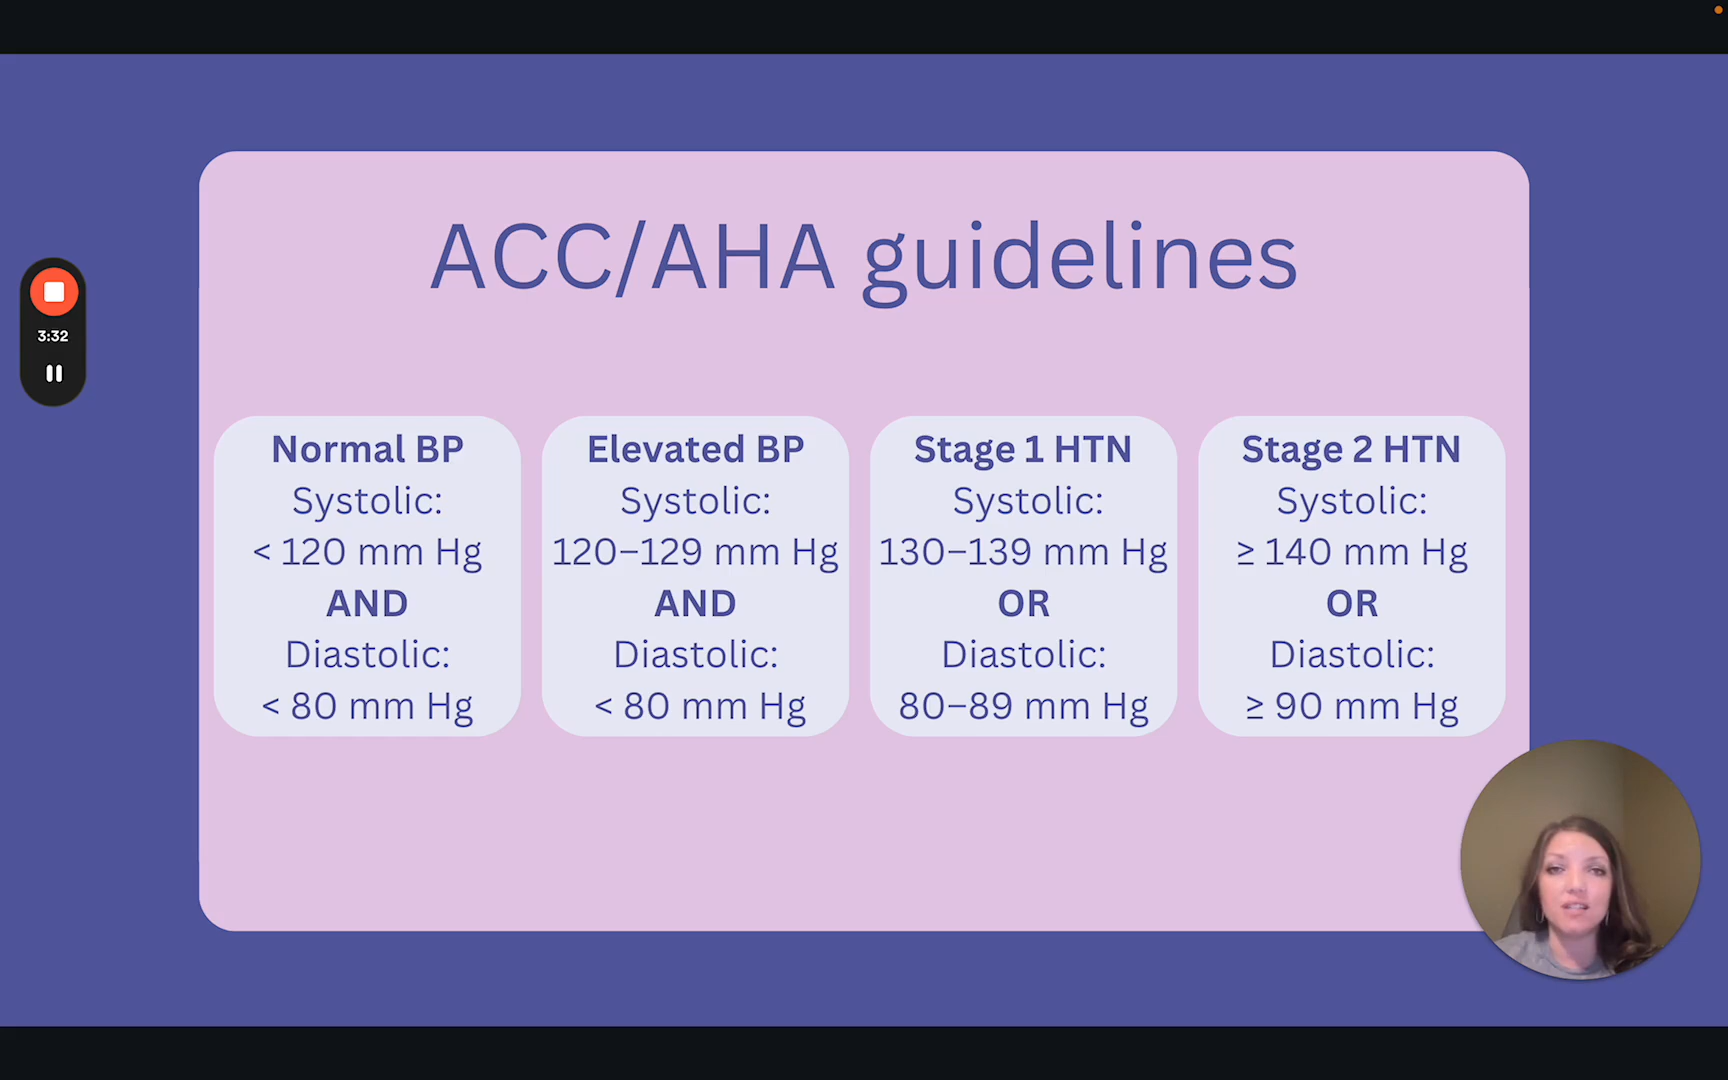 ACC/AHA guidelines
3:32
Normal BP
Systolic:
< 120 mm Hg
AND
Diastolic:
< 80 mm Hg
Elevated BP
Systolic:
120–129 mm Hg
AND
Diastolic:
< 80 mm Hg
Stage 1 HTN
Systolic:
130–139 mm Hg
OR
Diastolic:
80–89 mm Hg
Stage 2 HTN
Systolic:
≥ 140 mm Hg
OR
Diastolic:
≥ 90 mm Hg